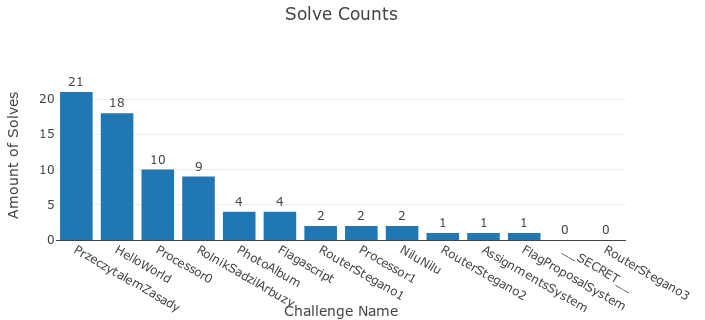 Solve Counts
Amount of Solves
20
15
10
5
0
21
18
10
9
4
4
2
2
2
1
1
1
0
0
PrzeczytalemZasady
HelloWorld
Processor0
RolnikSadzilArbuzy
PhotoAlbum
Flagascript
RouterStegano1
Processor1
NiluNilu
RouterStegano2
AssignmentsSystem
FlagProposalSystem
__SECRET__
RouterStegano3
Challenge Name